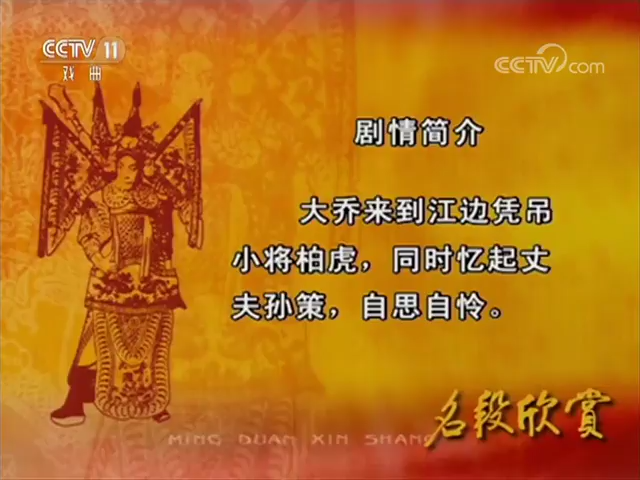 CCTV 11
戏曲
CCTV.com
剧情简介
大乔来到江边凭吊
小将柏虎，同时忆起丈
夫孙策，自思自怜。
名段欣赏
MING DUAN XIN SHANG